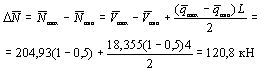 ΔN̅ = N̅max − N̅min = V̅max − V̅min + (q̅max − q̅min) L / 2 =
= 204,93(1 − 0,5) + 18,355(1 − 0,5)4 / 2 = 120,8 кН